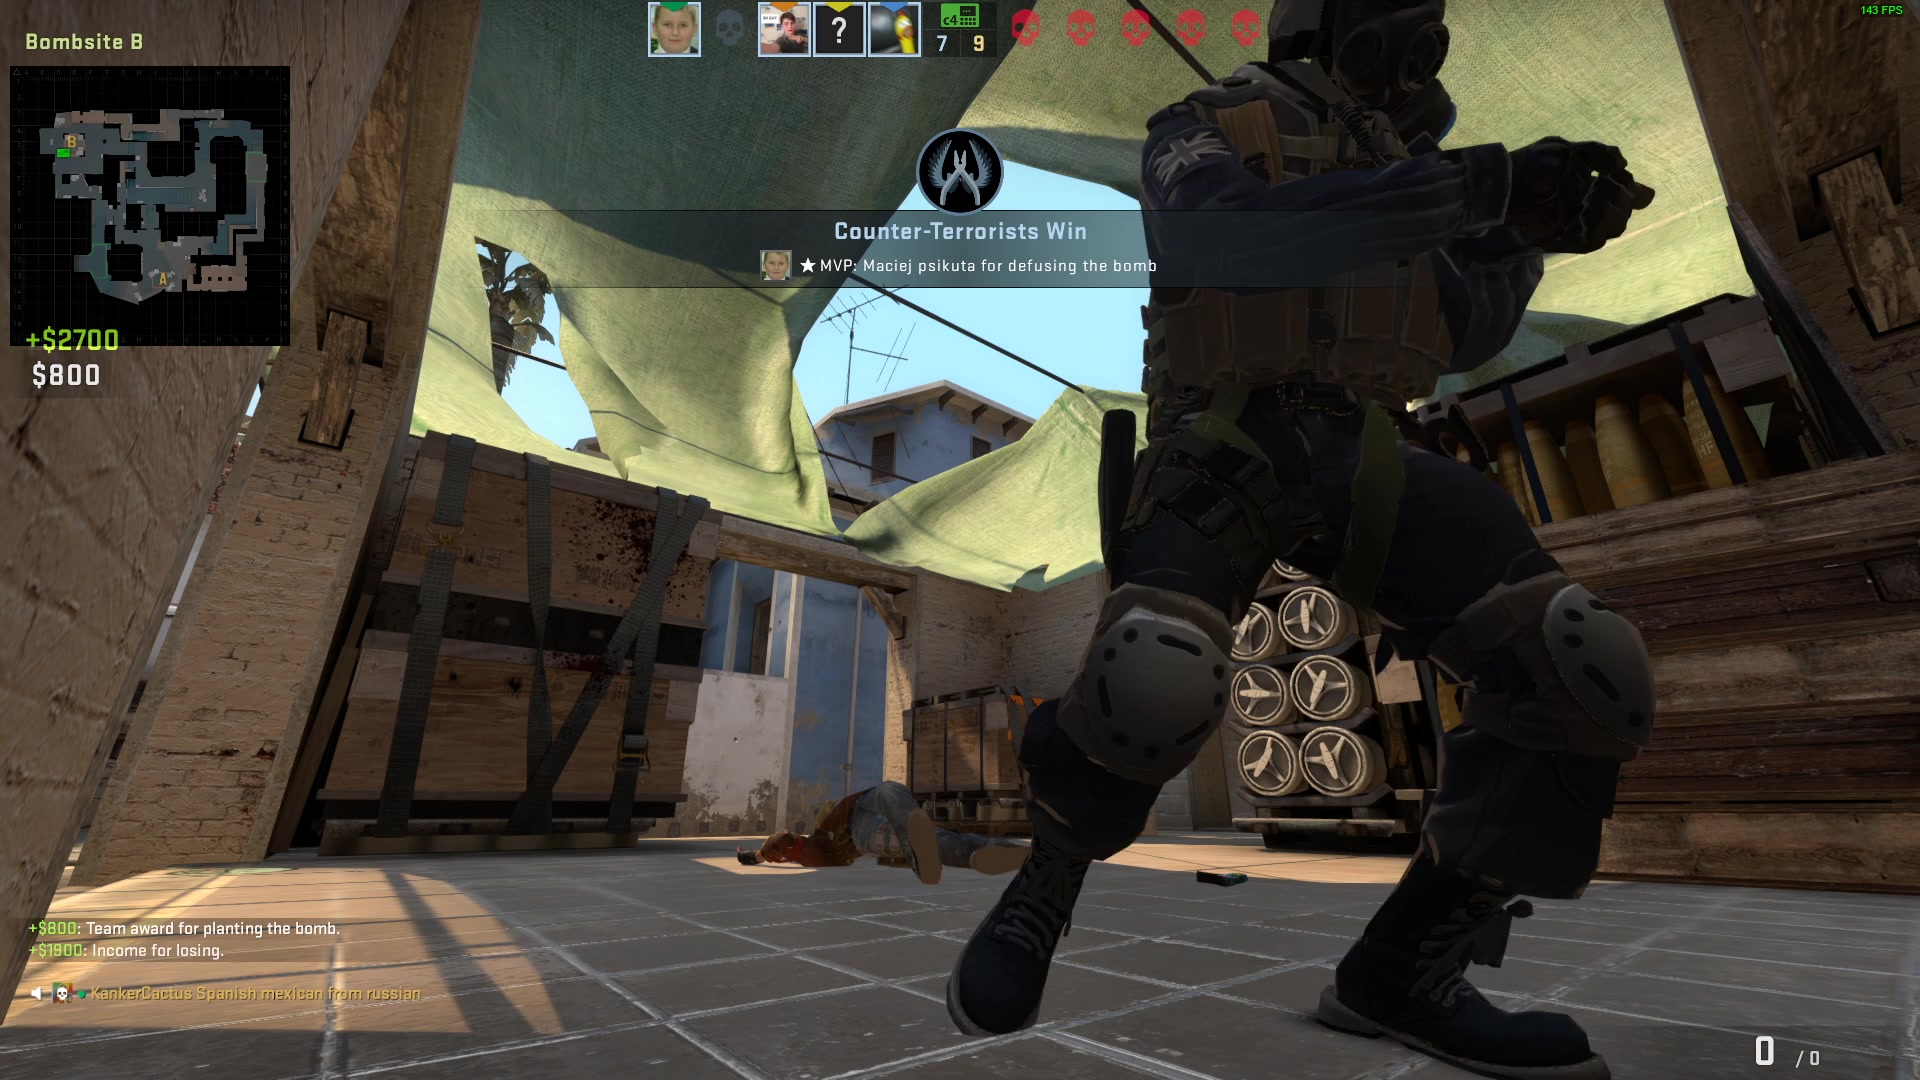 143 FPS
Bombsite B
?
c4
7 9
B
A
Counter-Terrorists Win
★ MVP: Maciej psikuta for defusing the bomb
+$2700
$800
+$800: Team award for planting the bomb.
+$1900: Income for losing.
KankerCactus Spanish mexican from russian
0 / 0